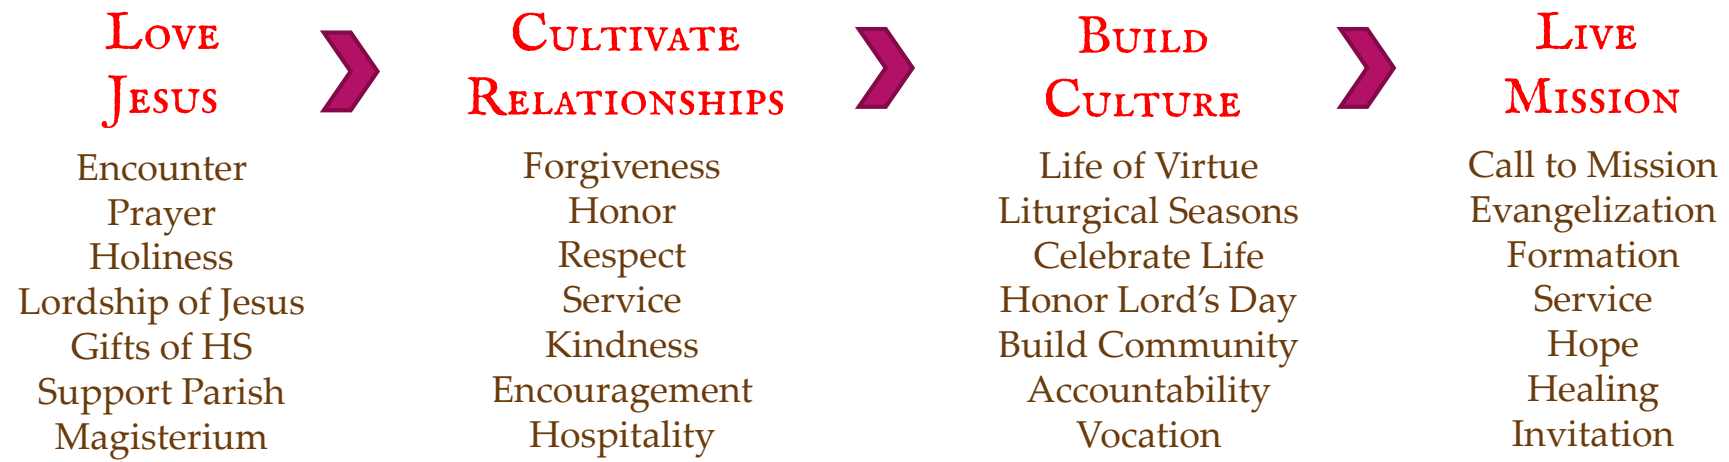 Love
Jesus
Encounter
Prayer
Holiness
Lordship of Jesus
Gifts of HS
Support Parish
Magisterium
Cultivate
Relationships
Forgiveness
Honor
Respect
Service
Kindness
Encouragement
Hospitality
Build
Culture
Life of Virtue
Liturgical Seasons
Celebrate Life
Honor Lord’s Day
Build Community
Accountability
Vocation
Live
Mission
Call to Mission
Evangelization
Formation
Service
Hope
Healing
Invitation